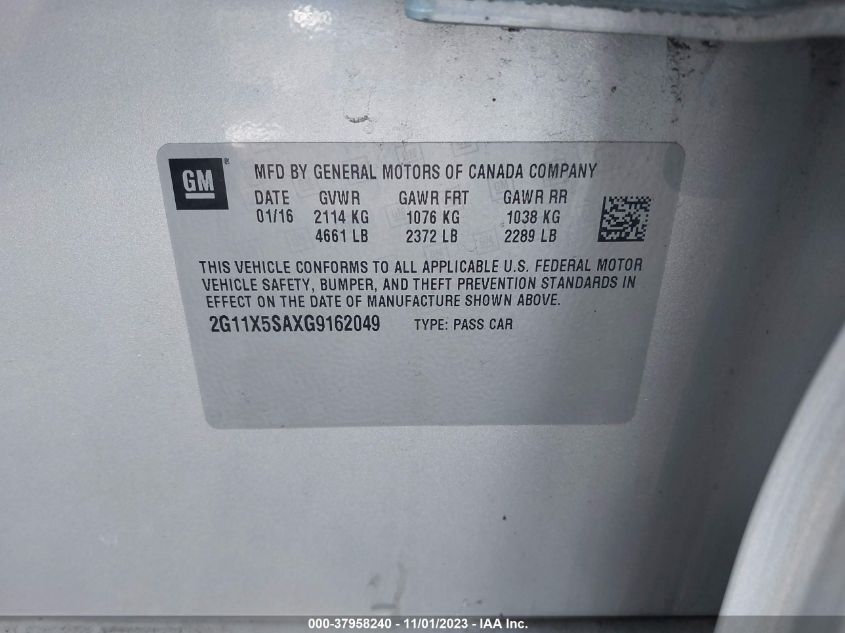 GM
MFD BY GENERAL MOTORS OF CANADA COMPANY
DATE GVWR GAWR FRT GAWR RR
01/16 2114 KG 1076 KG 1038 KG
4661 LB 2372 LB 2289 LB
THIS VEHICLE CONFORMS TO ALL APPLICABLE U.S. FEDERAL MOTOR
VEHICLE SAFETY, BUMPER, AND THEFT PREVENTION STANDARDS IN
EFFECT ON THE DATE OF MANUFACTURE SHOWN ABOVE.
2G11X5SAXG9162049 TYPE: PASS CAR
000-37958240 - 11/01/2023 - IAA Inc.